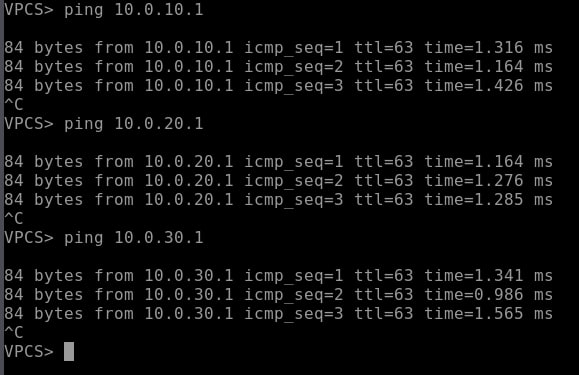 VPCS> ping 10.0.10.1
84 bytes from 10.0.10.1 icmp_seq=1 ttl=63 time=1.316 ms
84 bytes from 10.0.10.1 icmp_seq=2 ttl=63 time=1.164 ms
84 bytes from 10.0.10.1 icmp_seq=3 ttl=63 time=1.426 ms
^C
VPCS> ping 10.0.20.1
84 bytes from 10.0.20.1 icmp_seq=1 ttl=63 time=1.164 ms
84 bytes from 10.0.20.1 icmp_seq=2 ttl=63 time=1.276 ms
84 bytes from 10.0.20.1 icmp_seq=3 ttl=63 time=1.285 ms
^C
VPCS> ping 10.0.30.1
84 bytes from 10.0.30.1 icmp_seq=1 ttl=63 time=1.341 ms
84 bytes from 10.0.30.1 icmp_seq=2 ttl=63 time=0.986 ms
84 bytes from 10.0.30.1 icmp_seq=3 ttl=63 time=1.565 ms
^C
VPCS>